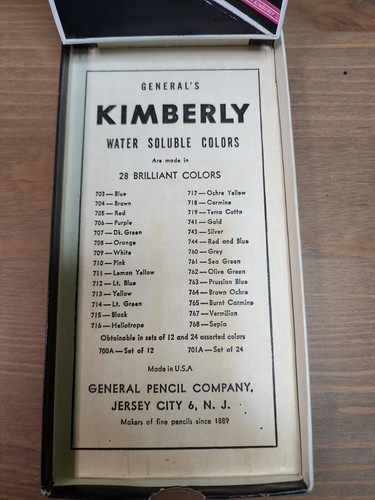 GENERAL'S
KIMBERLY
WATER SOLUBLE COLORS
Are made in
28 BRILLIANT COLORS
703—Blue
704—Brown
705—Red
706—Purple
707—Dk. Green
708—Orange
709—White
710—Pink
711—Lemon Yellow
712—Lt. Blue
713—Yellow
714—Lt. Green
715—Black
716—Heliotrope
717—Ochre Yellow
718—Carmine
719—Terra Cotta
741—Gold
743—Silver
744—Red and Blue
760—Grey
761—Sea Green
762—Olive Green
763—Prussian Blue
764—Brown Ochre
765—Burnt Carmine
767—Vermilion
768—Sepia
Obtainable in sets of 12 and 24 assorted colors
700A—Set of 12 701A—Set of 24
Made in U.S.A
GENERAL PENCIL COMPANY,
JERSEY CITY 6, N. J.
Makers of fine pencils since 1889